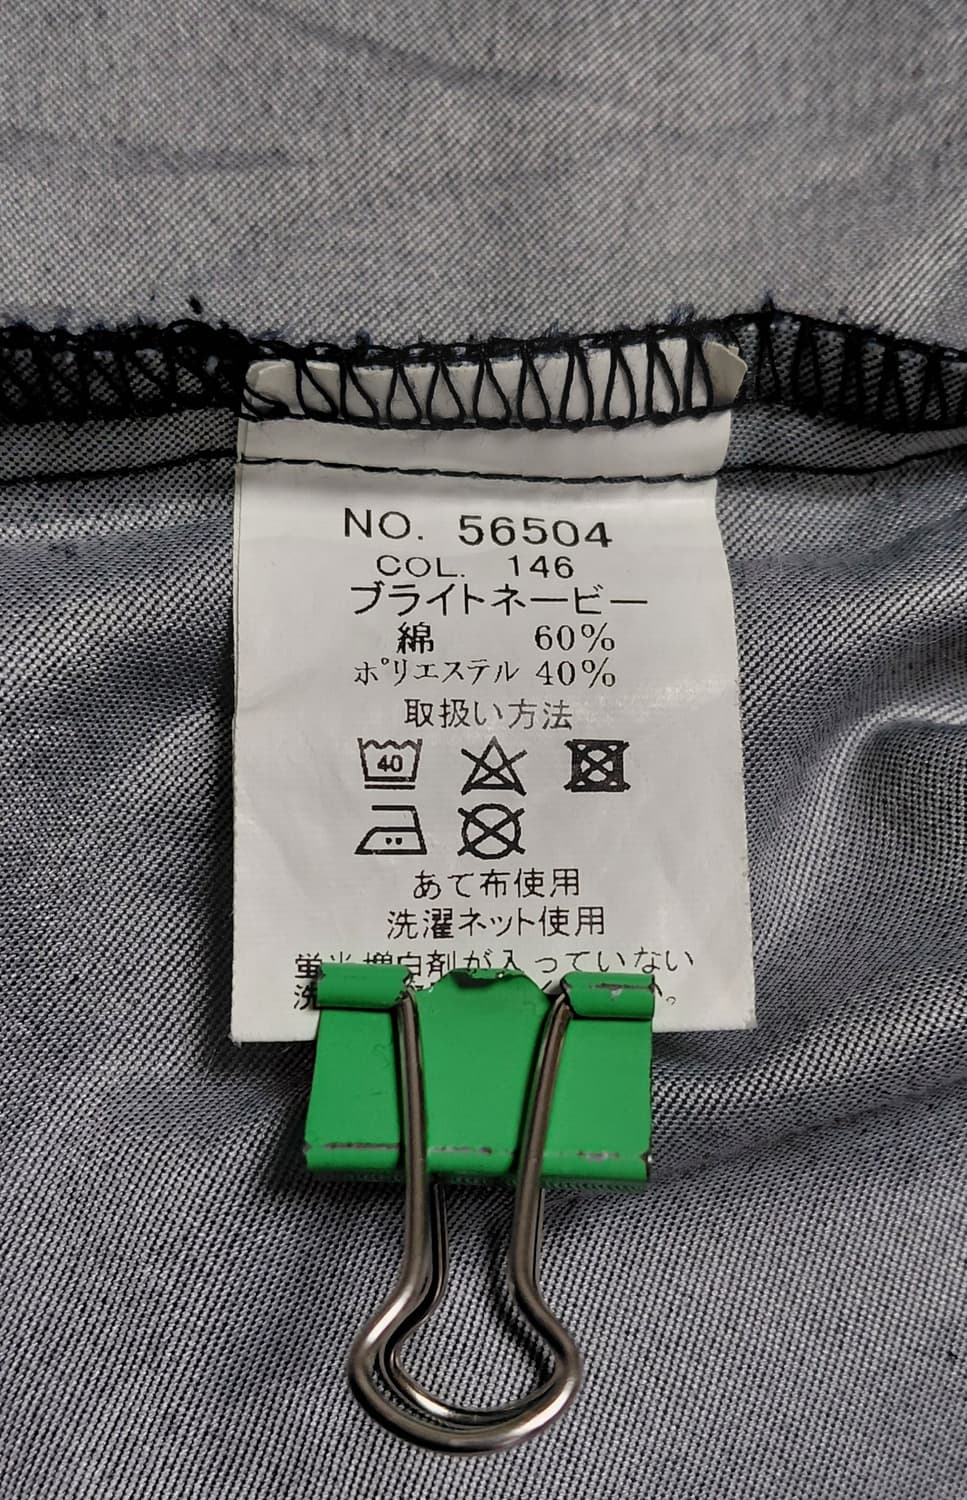 NO. 56504
COL. 146
ブライトネービー
綿 60%
ポリエステル 40%
取扱い方法
40
あて布使用
洗濯ネット使用
蛍光増白剤が入っていない
洗